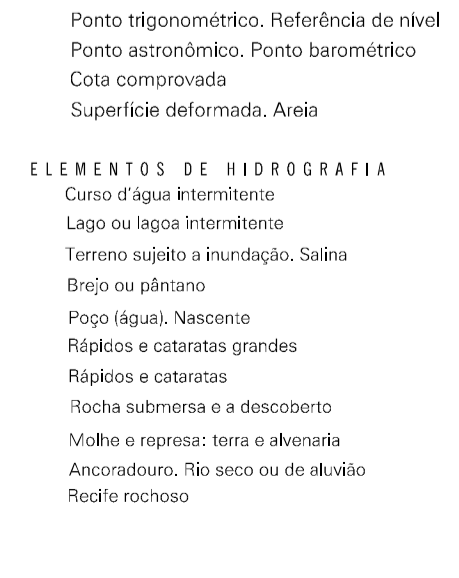 Ponto trigonométrico. Referência de nível
Ponto astronômico. Ponto barométrico
Cota comprovada
Superfície deformada. Areia
ELEMENTOS DE HIDROGRAFIA
Curso d'água intermitente
Lago ou lagoa intermitente
Terreno sujeito a inundação. Salina
Brejo ou pântano
Poço (água). Nascente
Rápidos e cataratas grandes
Rápidos e cataratas
Rocha submersa e a descoberto
Molhe e represa: terra e alvenaria
Ancoradouro. Rio seco ou de aluvião
Recife rochoso